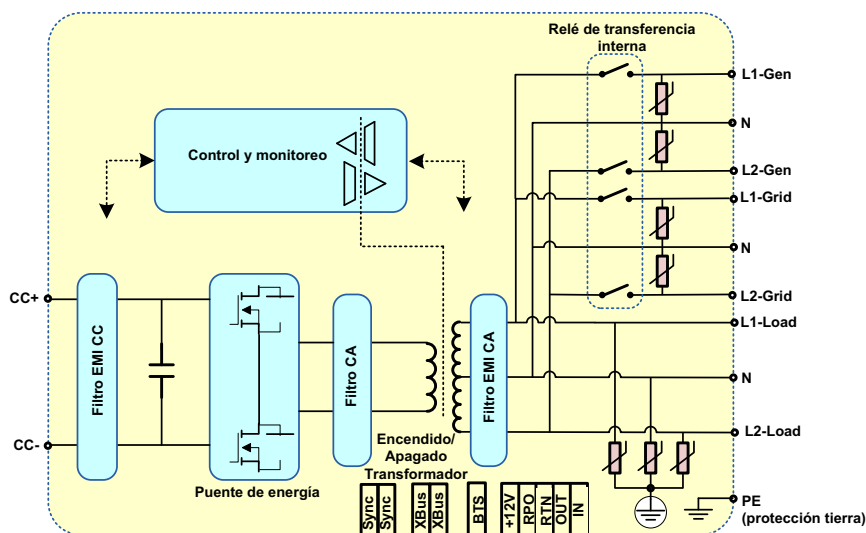 Relé de transferencia
interna
L1-Gen
N
L2-Gen
L1-Grid
N
L2-Grid
L1-Load
N
L2-Load
PE
(protección tierra)
Control y monitoreo
CC+
CC-
Filtro EMI CC
Puente de energía
Filtro CA
Encendido/
Apagado
Transformador
Filtro EMI CA
Sync
Sync
XBus
XBus
BTS
+12V
RPO
RTN
OUT
IN